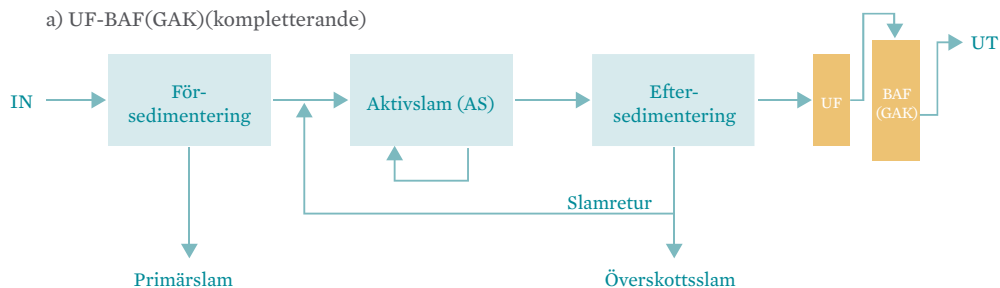 a) UF-BAF(GAK)(kompletterande)
IN
För-
sedimentering
Aktivslam (AS)
Efter-
sedimentering
UF
BAF
(GAK)
UT
Slamretur
Primärslam
Överskottsslam